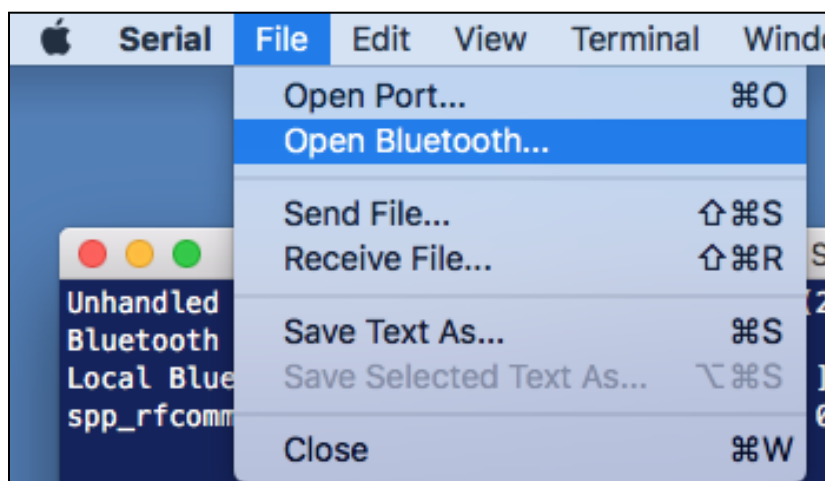 Serial File Edit View Terminal
Open Port... ⌘O
Open Bluetooth...
Send File... ⇧⌘S
Receive File... ⇧⌘R
Save Text As... ⌘S
Save Selected Text As... ⌥⌘S
Close ⌘W
Unhandled
Bluetooth
Local